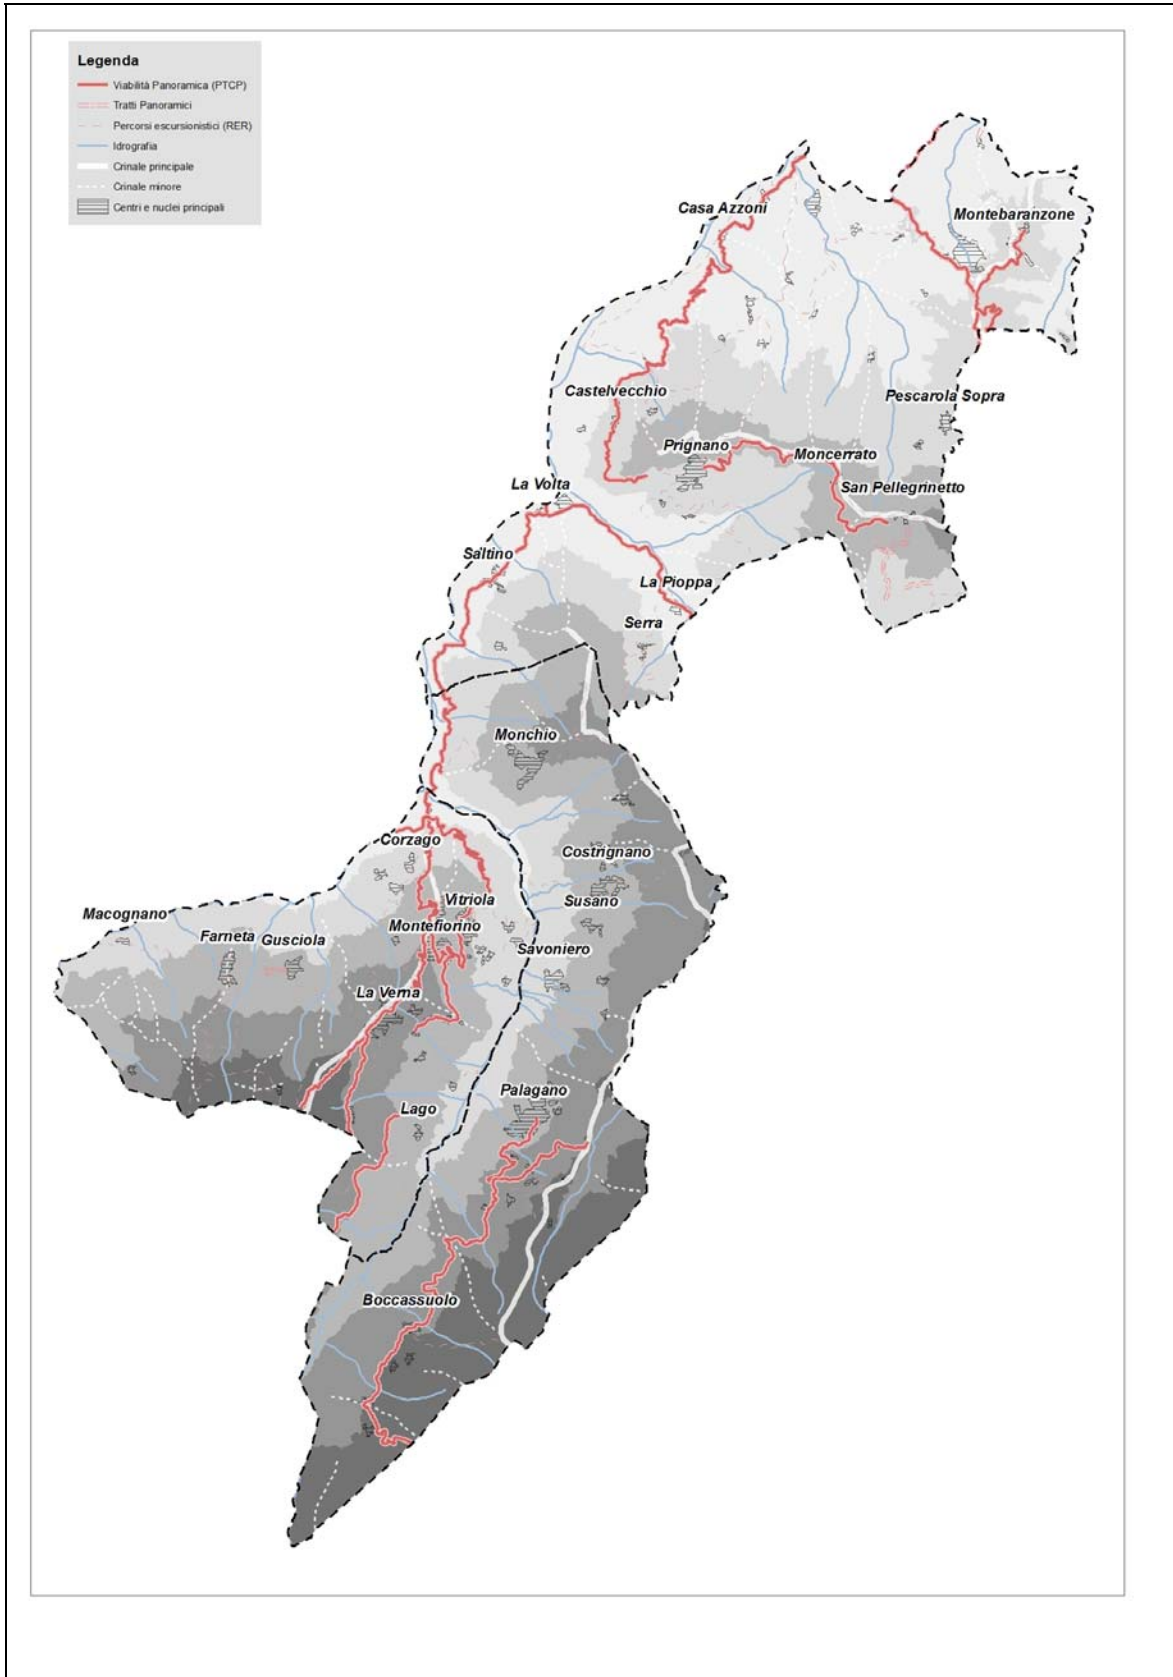 Legenda
Viabilità Panoramica (PTCP)
Tratti Panoramici
Percorsi escursionistici (RER)
Idrografia
Crinale principale
Crinale minore
Centri e nuclei principali
Casa Azzoni
Montebaranzone
Castelvecchio
Pescarola Sopra
Prignano
Moncerrato
La Volta
San Pellegrinetto
Saltino
La Pioppa
Serra
Monchio
Corzago
Costrignano
Vitriola
Susano
Macognano
Montefiorino
Farneta
Gusciola
Savoniero
La Verna
Palagano
Lago
Boccassuolo